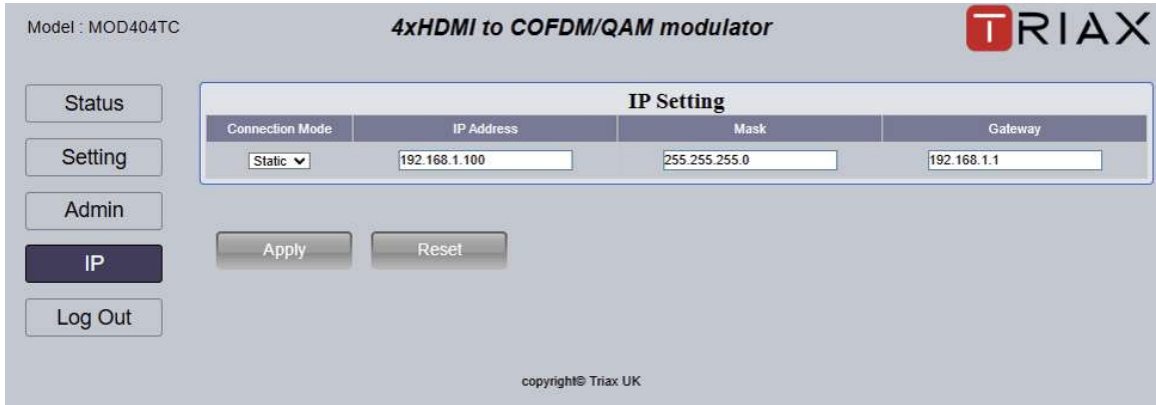 Model : MOD404TC
4xHDMI to COFDM/QAM modulator
TRIAX
Status
Setting
Admin
IP
Log Out
IP Setting
Connection Mode IP Address Mask Gateway
Static 192.168.1.100 255.255.255.0 192.168.1.1
Apply Reset
copyright© Triax UK